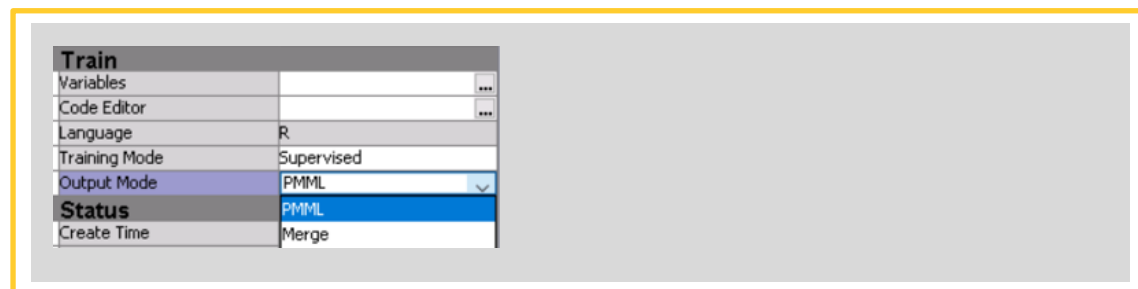 Train
Variables ...
Code Editor ...
Language R
Training Mode Supervised
Output Mode PMML
Status PMML
Create Time Merge